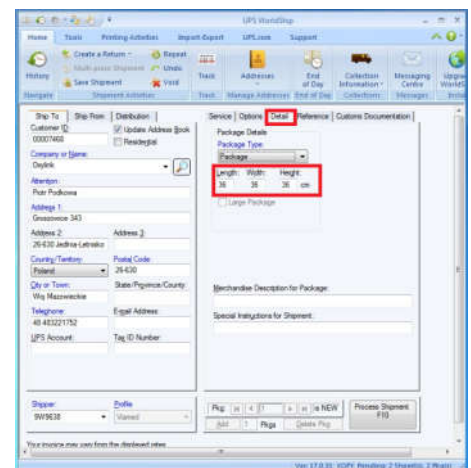 UPS WorldShip
Home Tools Printing Activities Import-Export UPS.com Support
History
Create a Return
Multi-piece Shipment
Save Shipment
Repeat
Undo
Void
Track
Addresses
End of Day
Collection Information
Messaging Centre
Navigate Shipment Activities Track Manage Addresses End of Day Collections Messages
Ship To Ship From Distribution
Customer ID:
00007468
Update Address Book
Residential
Company or Name:
Attention:
Piotr Podkowa
Address 1:
Groszowice 343
Address 2: Address 3:
26-630 Jedlnia-Letnisko
Country/Territory: Postal Code:
Poland 26-630
City or Town: State/Province/County:
Woj Mazowieckie
Telephone: E-mail Address:
48 483221752
UPS Account: Tax ID Number:
Shipper: Profile
9W9638 Varned
Service Options Detail Reference Customs Documentation
Package Details
Package Type:
Package
Length: Width: Height:
36 36 36 cm
Large Package
Merchandise Description for Package:
Special Instructions for Shipment:
Pkg: 1 is NEW
Add 1 Pkgs Delete Pkg
Process Shipment
F10
Your invoice may vary from the displayed rates